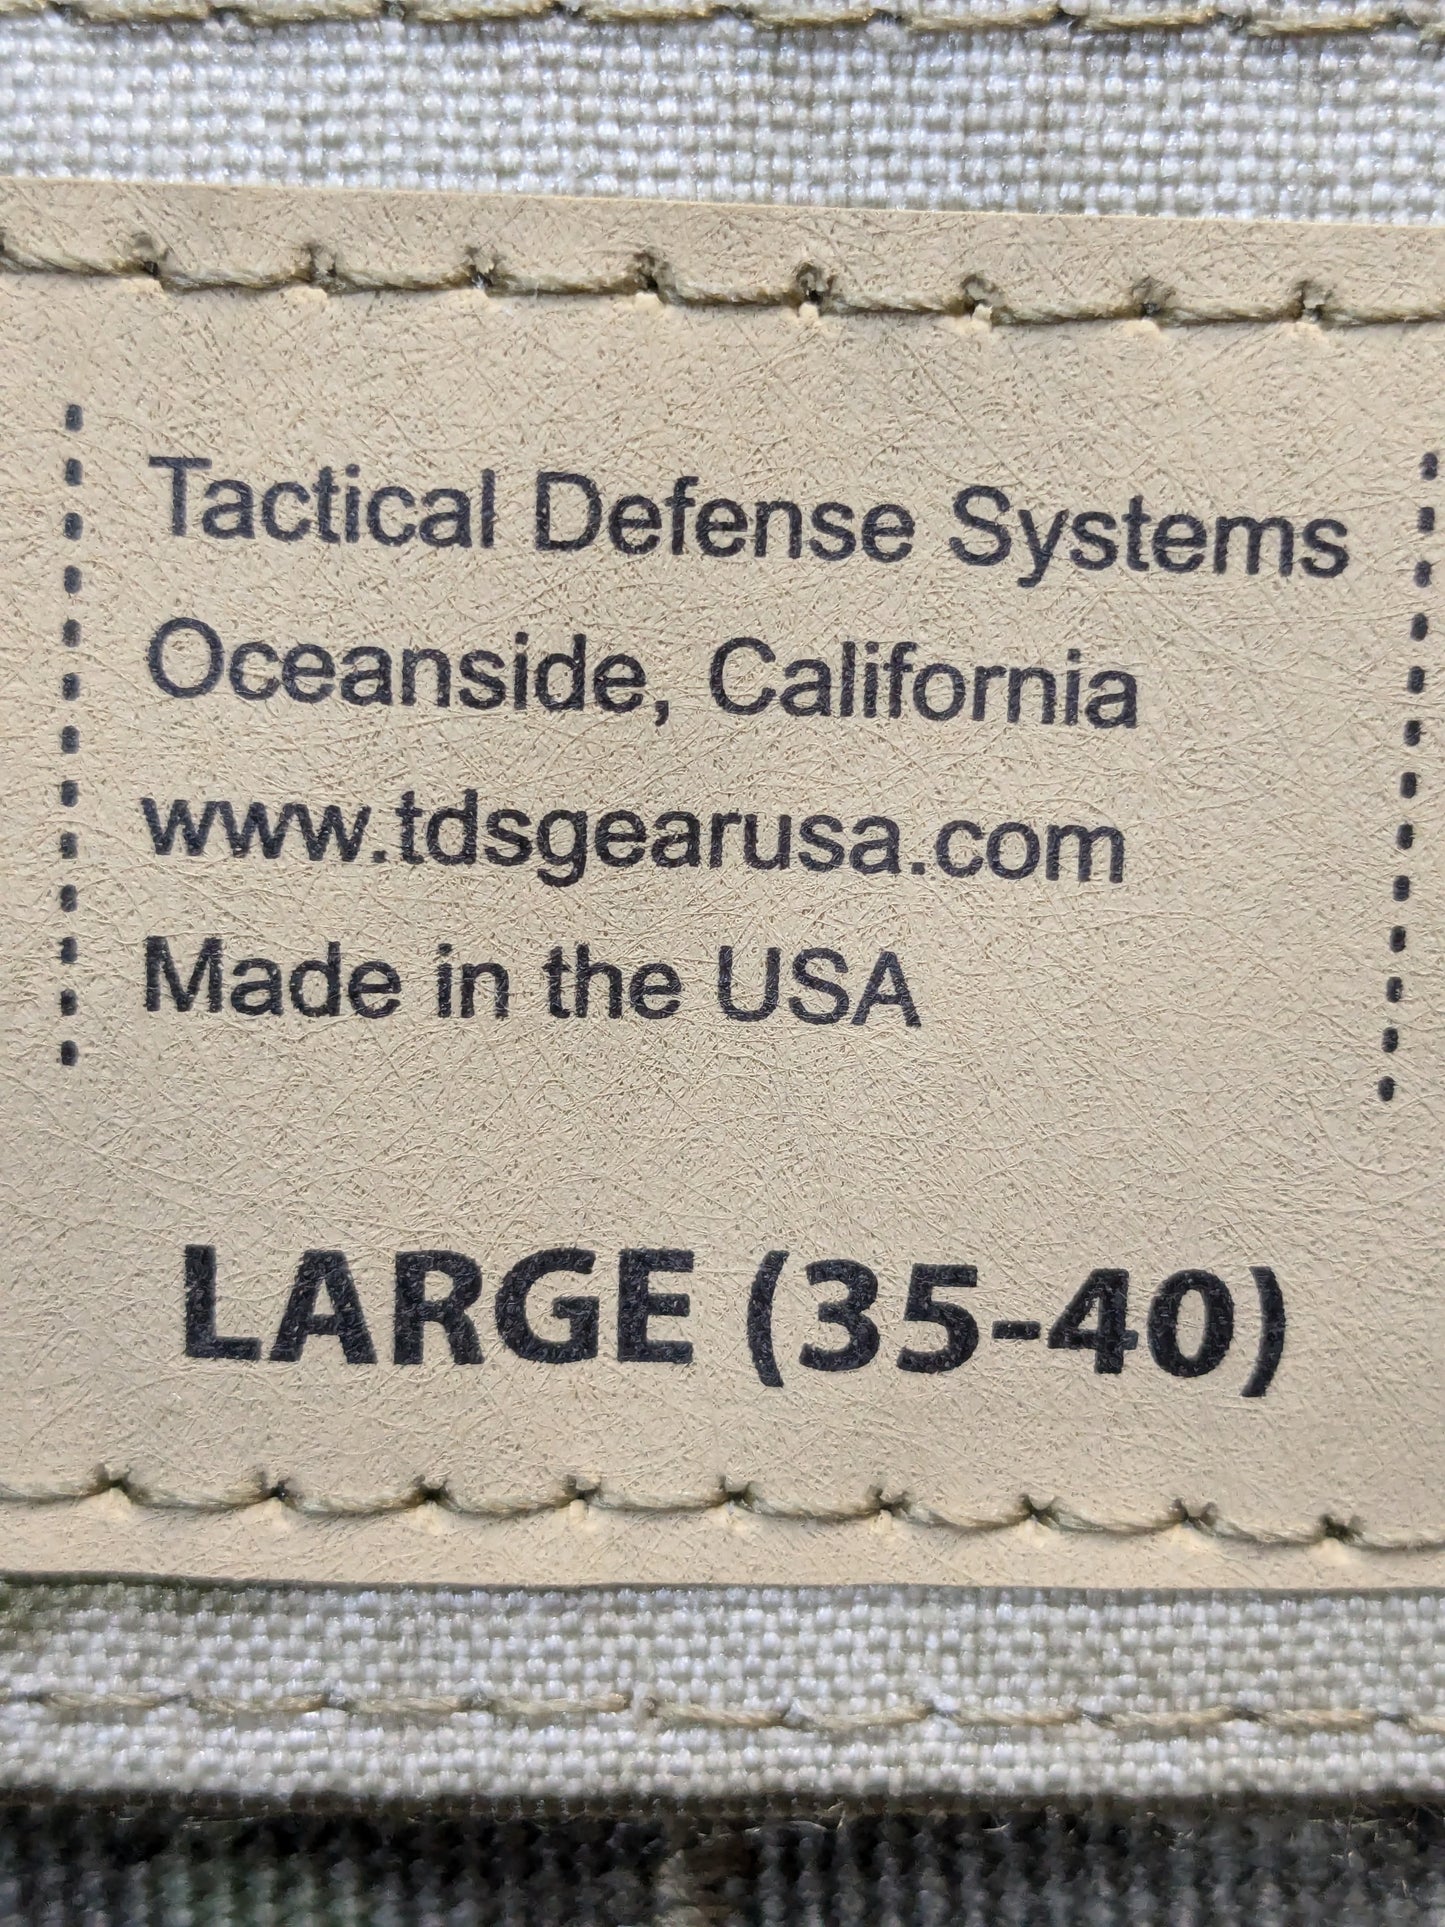 Tactical Defense Systems
Oceanside, California
www.tdsgearusa.com
Made in the USA
LARGE (35-40)